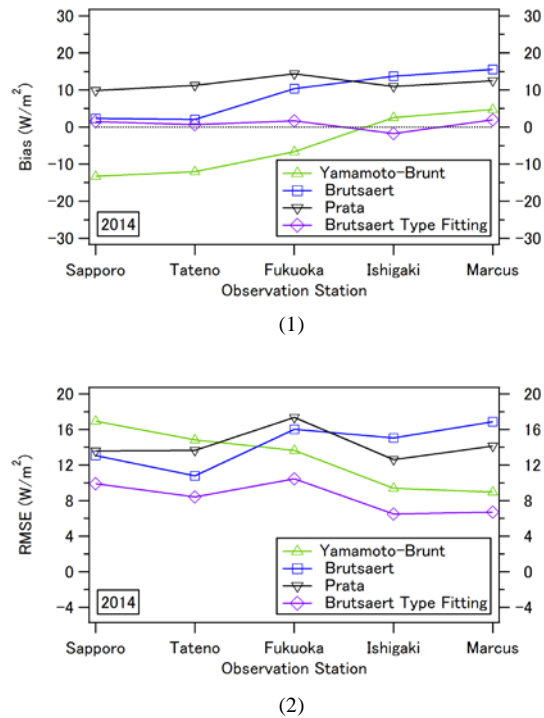 30
20
10
0
-10
-20
-30
30
20
10
0
-10
-20
-30
Bias (W/m²)
Yamamoto-Brunt
Brutsaert
Prata
Brutsaert Type Fitting
2014
Sapporo Tateno Fukuoka Ishigaki Marcus
Observation Station
(1)
20
16
12
8
4
0
-4
20
16
12
8
4
0
-4
RMSE (W/m²)
Yamamoto-Brunt
Brutsaert
Prata
Brutsaert Type Fitting
2014
Sapporo Tateno Fukuoka Ishigaki Marcus
Observation Station
(2)